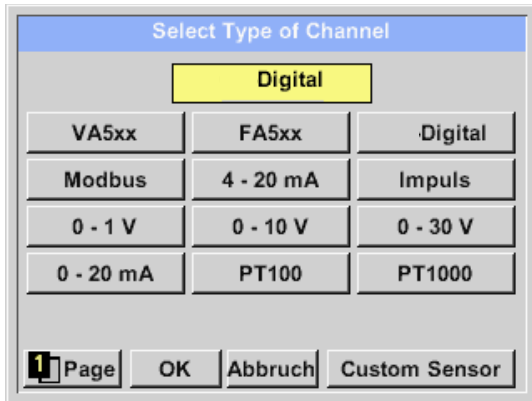 Select Type of Channel
Digital
VA5xx FA5xx Digital
Modbus 4 - 20 mA Impuls
0 - 1 V 0 - 10 V 0 - 30 V
0 - 20 mA PT100 PT1000
1 Page OK Abbruch Custom Sensor